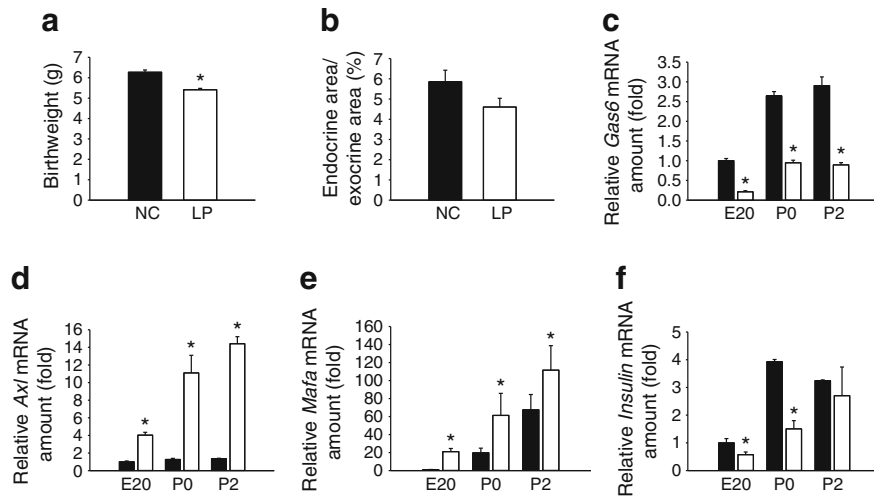 a
Birthweight (g)
7
6
5
4
3
2
1
0
*
NC LP
b
Endocrine area/
exocrine area (%)
7
6
5
4
3
2
1
0
NC LP
c
Relative Gas6 mRNA
amount (fold)
3.5
3.0
2.5
2.0
1.5
1.0
0.5
0.0
* * *
E20 P0 P2
d
Relative Axl mRNA
amount (fold)
16
14
12
10
8
6
4
2
0
* * *
E20 P0 P2
e
Relative Mafa mRNA
amount (fold)
160
140
120
100
80
60
40
20
0
* * *
E20 P0 P2
f
Relative Insulin mRNA
amount (fold)
5
4
3
2
1
0
* *
E20 P0 P2